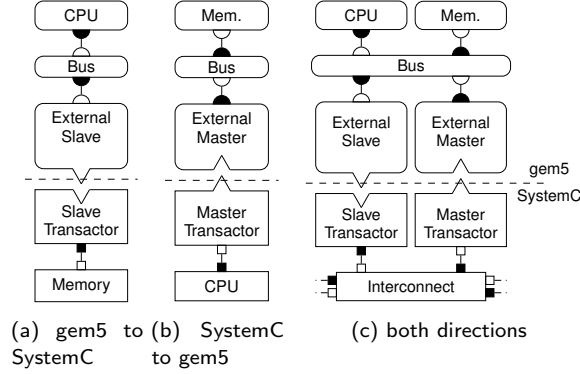 CPU
Bus
External
Slave
Slave
Transactor
Memory
(a) gem5 to
SystemC
Mem.
Bus
External
Master
Master
Transactor
CPU
(b) SystemC
to gem5
CPU
Mem.
Bus
External
Slave
External
Master
gem5
SystemC
Slave
Transactor
Master
Transactor
Interconnect
(c) both directions